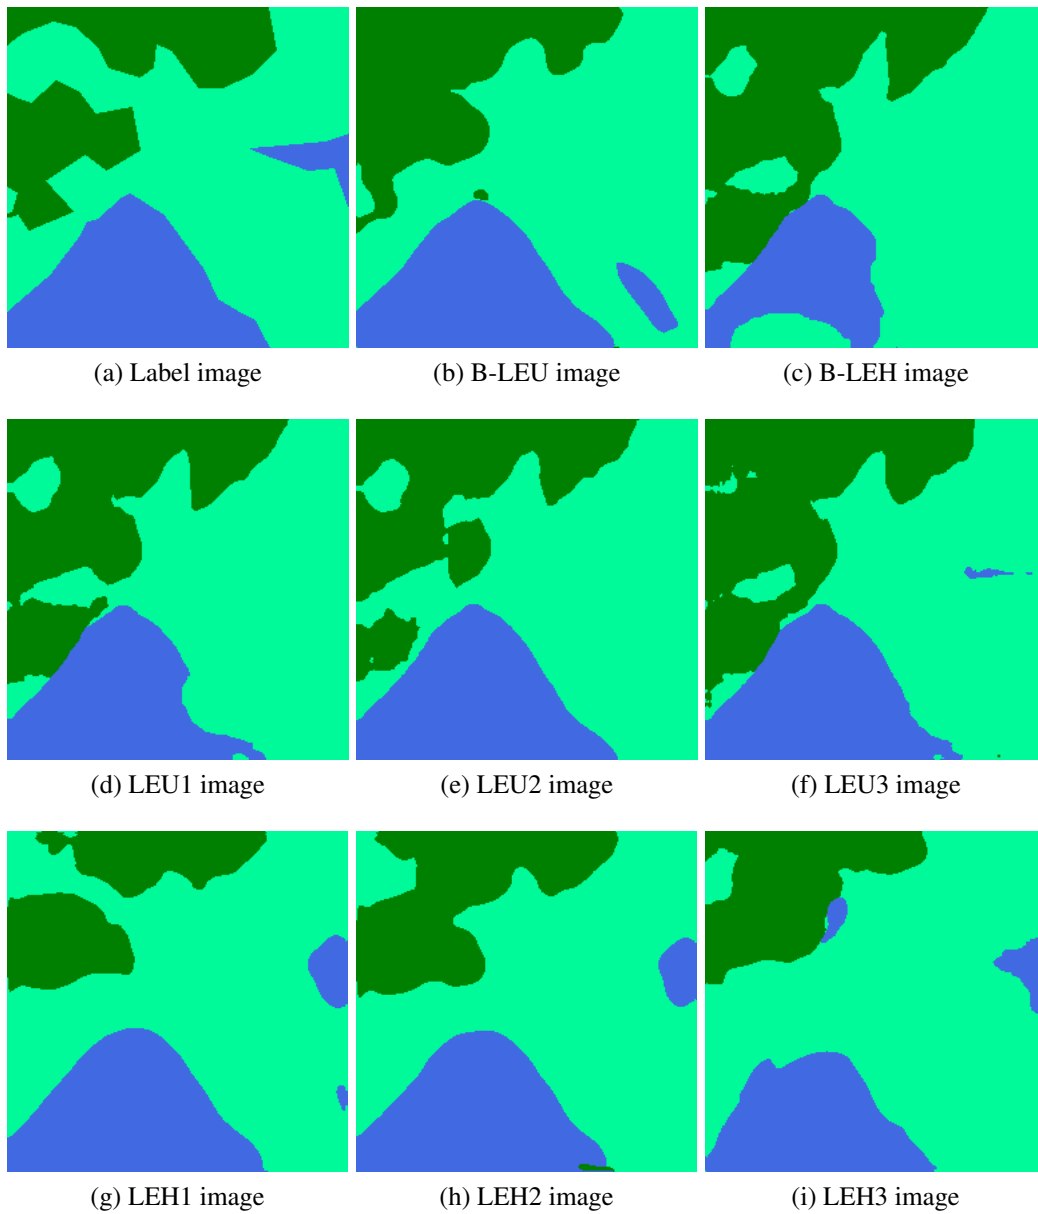 (a) Label image
(b) B-LEU image
(c) B-LEH image
(d) LEU1 image
(e) LEU2 image
(f) LEU3 image
(g) LEH1 image
(h) LEH2 image
(i) LEH3 image